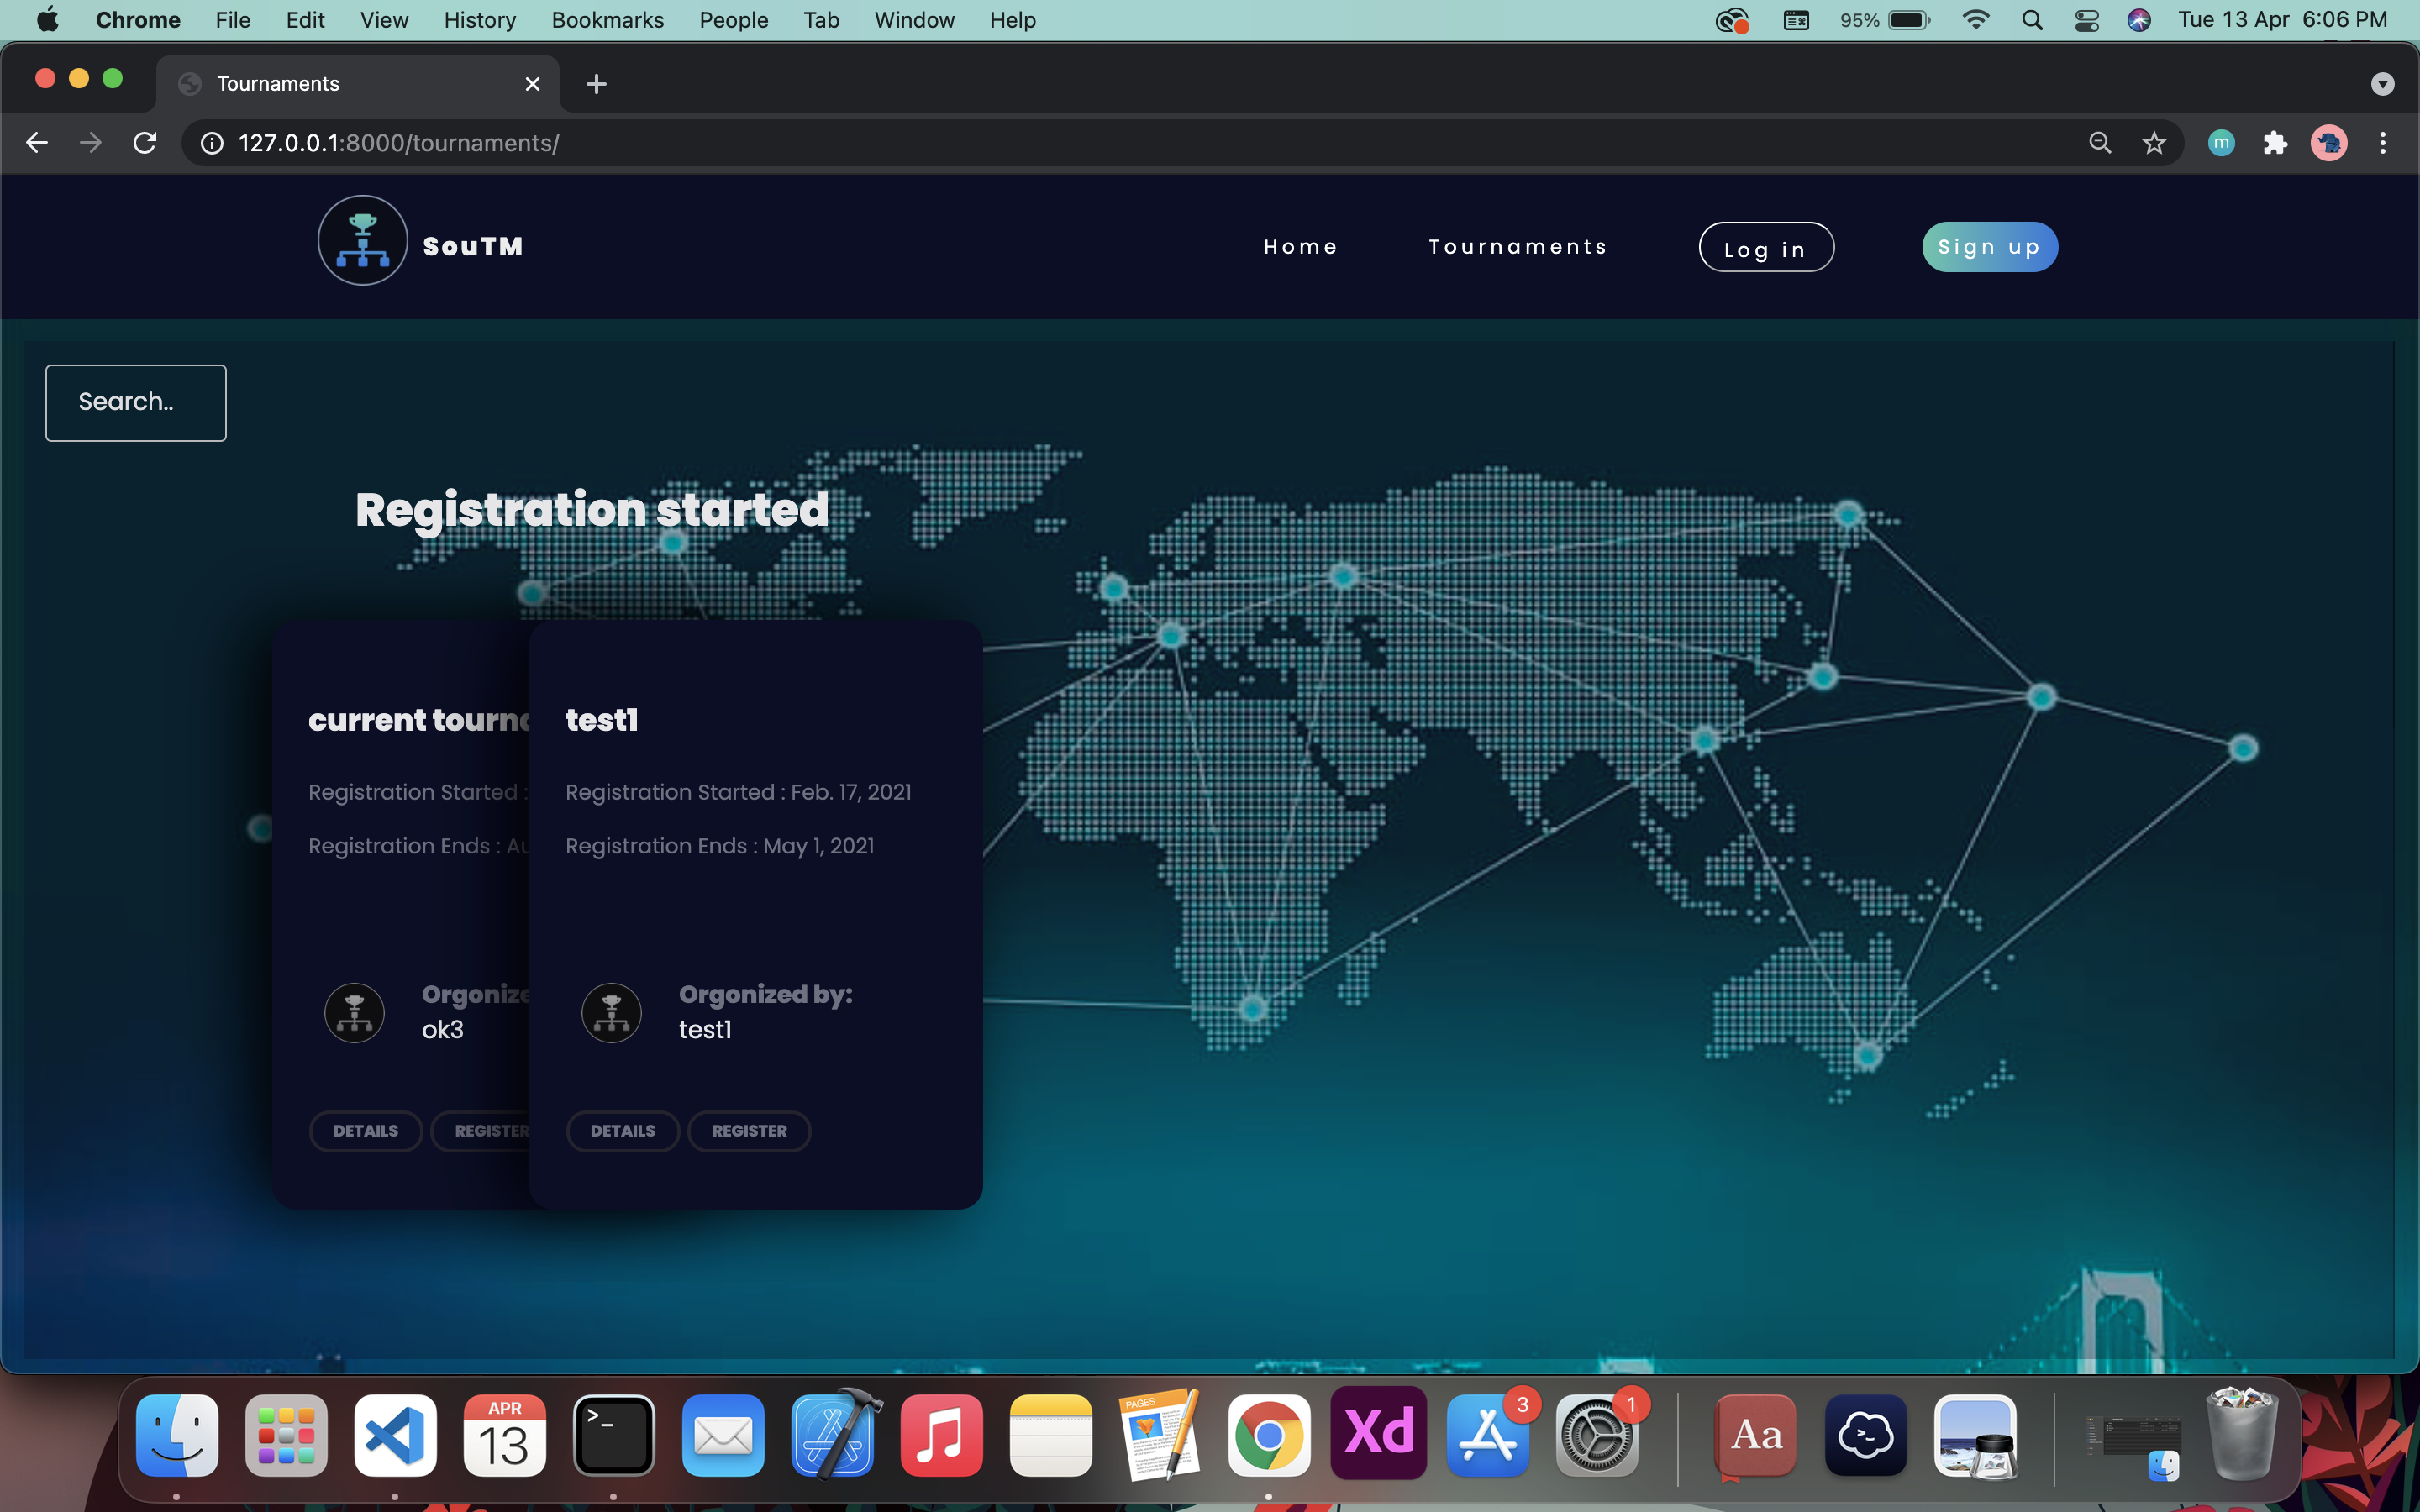 Chrome File Edit View History Bookmarks People Tab Window Help 95% Tue 13 Apr 6:06 PM
Tournaments
127.0.0.1:8000/tournaments/ m
SouTM Home Tournaments Log in Sign up
Search..
Registration started
current tourna test1
Registration Started : Registration Started : Feb. 17, 2021
Registration Ends : Au Registration Ends : May 1, 2021
Orgonize Orgonized by:
ok3 test1
DETAILS REGISTER DETAILS REGISTER
APR
13
>_
PAGES
Xd
3
1
Aa
>_